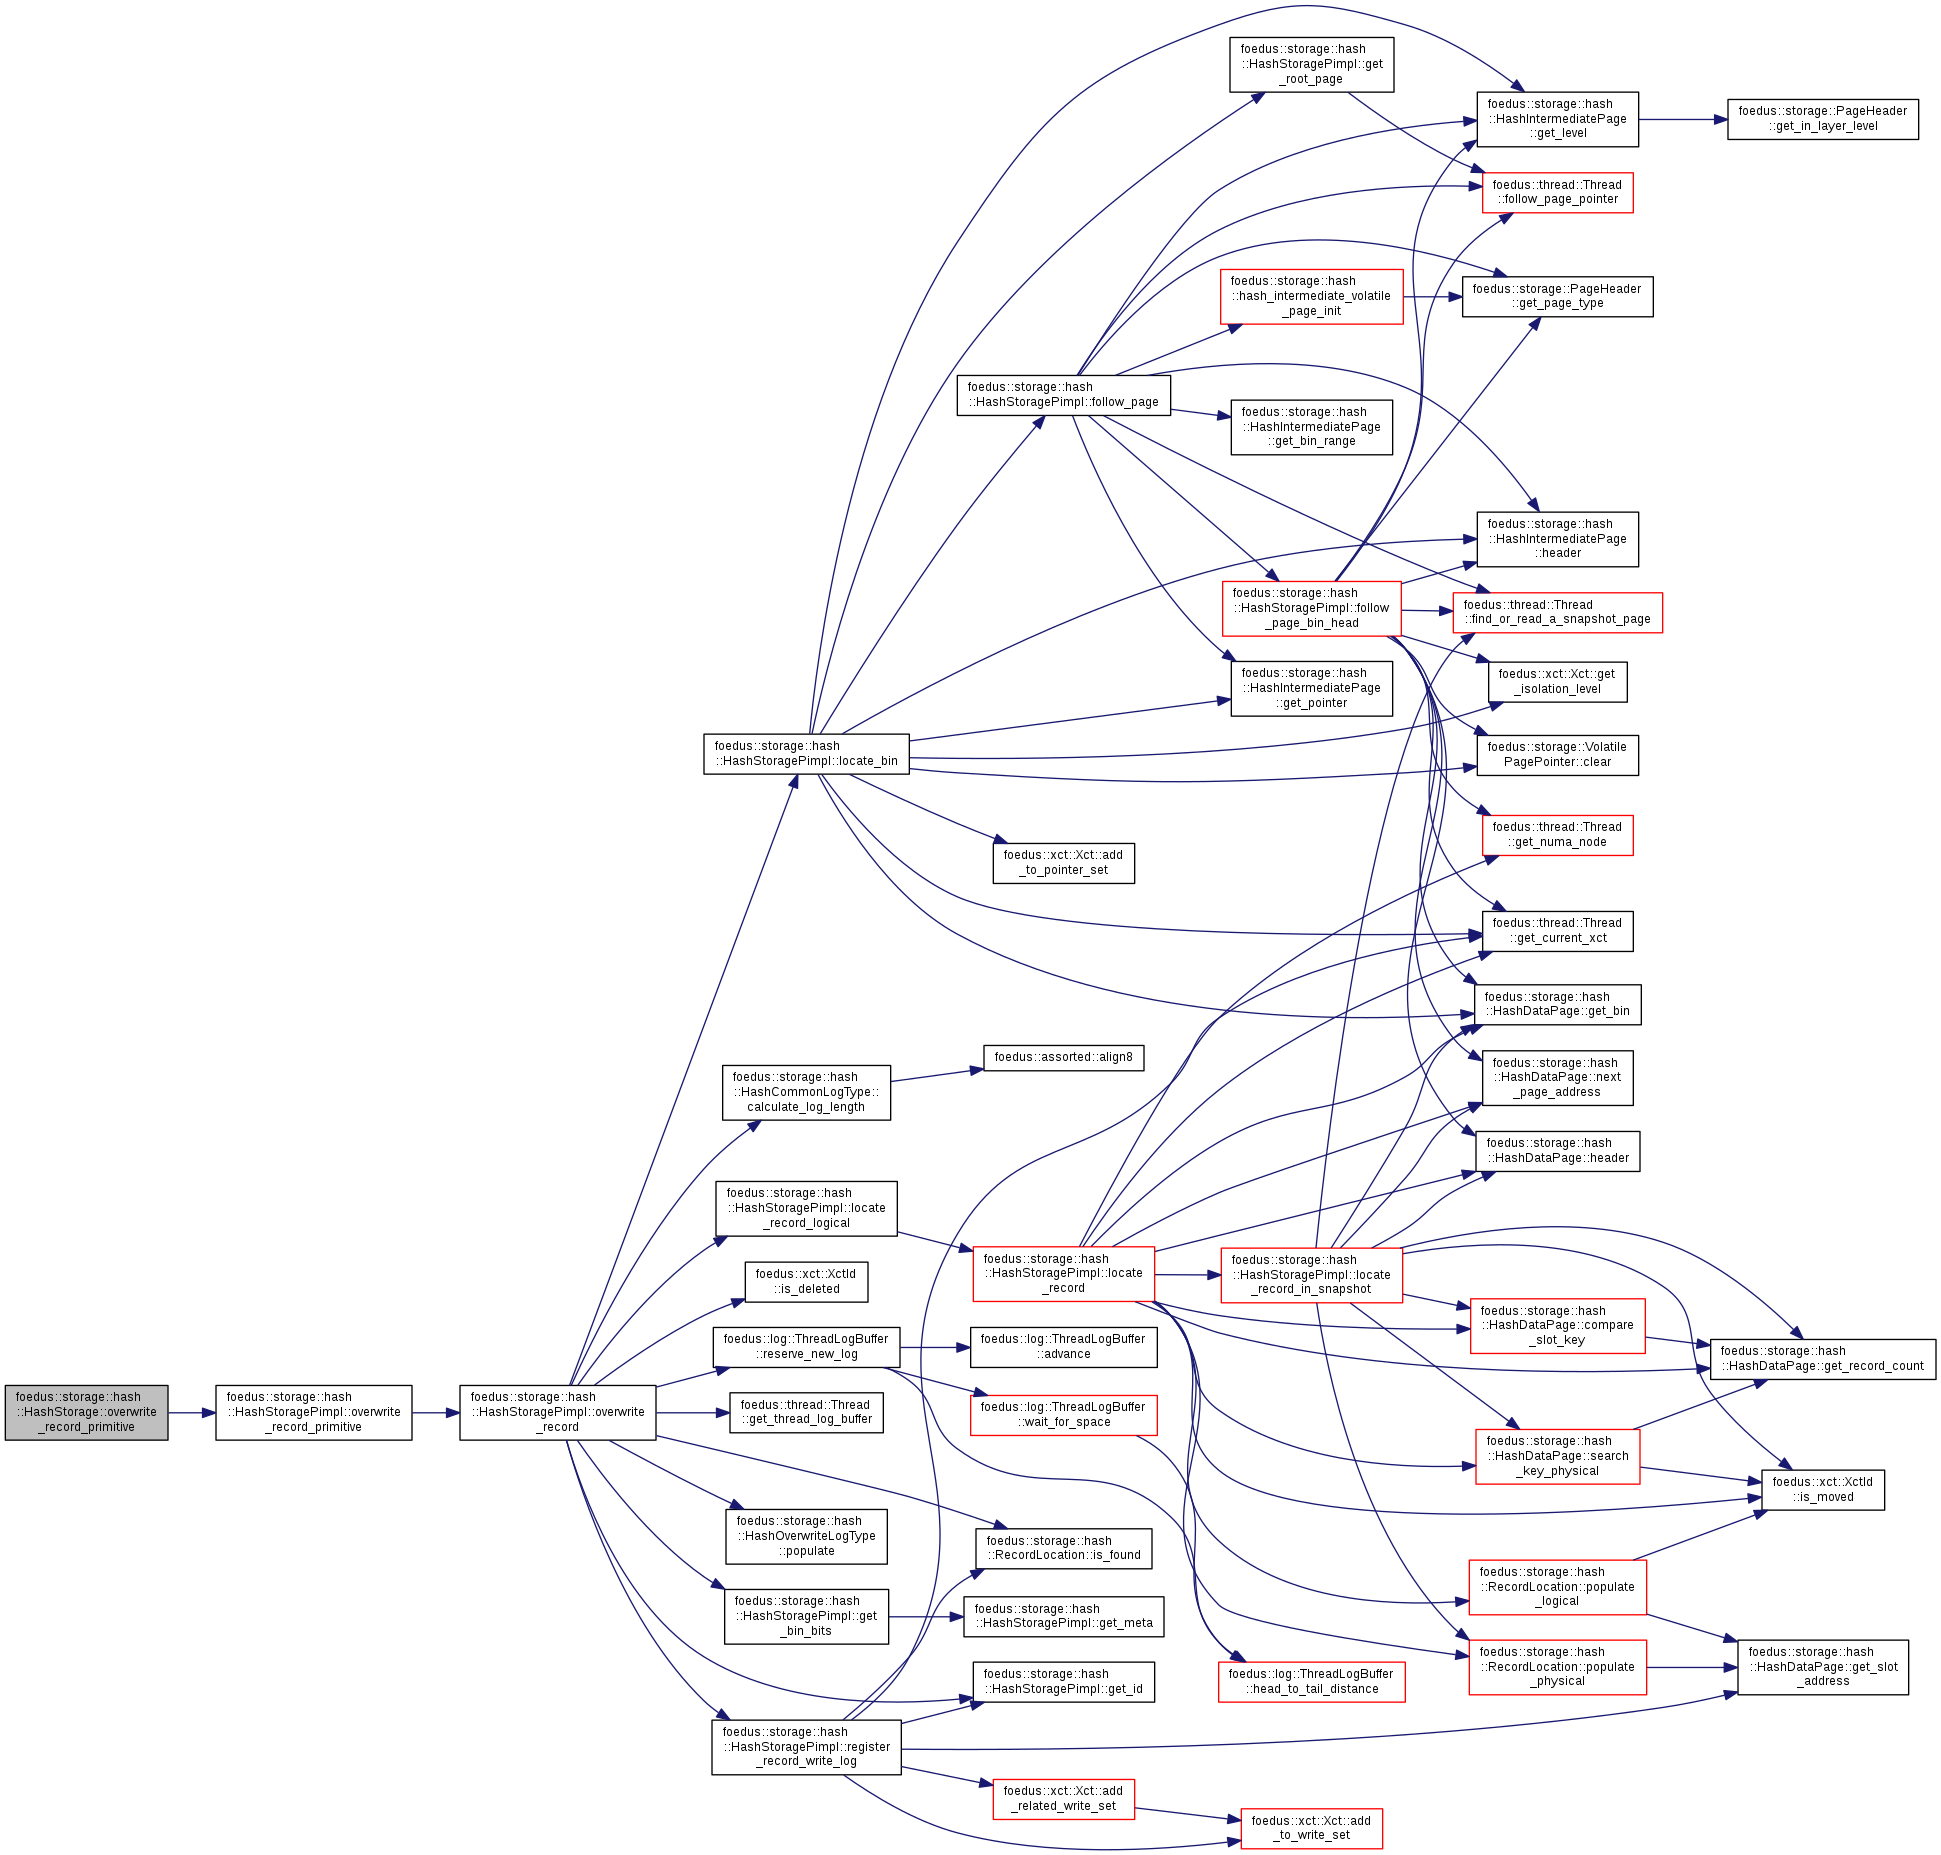 foedus::storage::hash
::HashStorage::overwrite
_record_primitive
foedus::storage::hash
::HashStoragePimpl::overwrite
_record_primitive
foedus::storage::hash
::HashStoragePimpl::overwrite
_record
foedus::storage::hash
::HashStoragePimpl::locate_bin
foedus::storage::hash
::HashCommonLogType::
calculate_log_length
foedus::storage::hash
::HashStoragePimpl::locate
_record_logical
foedus::xct::XctId
::is_deleted
foedus::log::ThreadLogBuffer
::reserve_new_log
foedus::thread::Thread
::get_thread_log_buffer
foedus::storage::hash
::HashOverwriteLogType
::populate
foedus::storage::hash
::HashStoragePimpl::get
_bin_bits
foedus::storage::hash
::HashStoragePimpl::register
_record_write_log
foedus::storage::hash
::HashStoragePimpl::follow_page
foedus::xct::Xct::add
_to_pointer_set
foedus::assorted::align8
foedus::storage::hash
::HashStoragePimpl::locate
_record
foedus::log::ThreadLogBuffer
::advance
foedus::log::ThreadLogBuffer
::wait_for_space
foedus::storage::hash
::RecordLocation::is_found
foedus::storage::hash
::HashStoragePimpl::get_meta
foedus::storage::hash
::HashStoragePimpl::get_id
foedus::xct::Xct::add
_related_write_set
foedus::storage::hash
::HashStoragePimpl::get
_root_page
foedus::storage::hash
::hash_intermediate_volatile
_page_init
foedus::storage::hash
::HashIntermediatePage
::get_bin_range
foedus::storage::hash
::HashStoragePimpl::follow
_page_bin_head
foedus::storage::hash
::HashIntermediatePage
::get_pointer
foedus::storage::hash
::HashStoragePimpl::locate
_record_in_snapshot
foedus::log::ThreadLogBuffer
::head_to_tail_distance
foedus::xct::Xct::add
_to_write_set
foedus::storage::hash
::HashIntermediatePage
::get_level
foedus::thread::Thread
::follow_page_pointer
foedus::storage::PageHeader
::get_page_type
foedus::storage::hash
::HashIntermediatePage
::header
foedus::thread::Thread
::find_or_read_a_snapshot_page
foedus::xct::Xct::get
_isolation_level
foedus::storage::Volatile
PagePointer::clear
foedus::thread::Thread
::get_numa_node
foedus::thread::Thread
::get_current_xct
foedus::storage::hash
::HashDataPage::get_bin
foedus::storage::hash
::HashDataPage::next
_page_address
foedus::storage::hash
::HashDataPage::header
foedus::storage::hash
::HashDataPage::compare
_slot_key
foedus::storage::hash
::HashDataPage::search
_key_physical
foedus::storage::hash
::RecordLocation::populate
_logical
foedus::storage::hash
::RecordLocation::populate
_physical
foedus::storage::PageHeader
::get_in_layer_level
foedus::storage::hash
::HashDataPage::get_record_count
foedus::xct::XctId
::is_moved
foedus::storage::hash
::HashDataPage::get_slot
_address